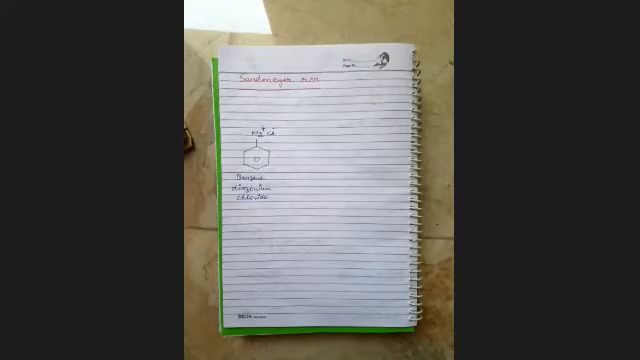 Sandmeyer rxn
N₂⁺ Cl⁻
Benzene
diazonium
chloride